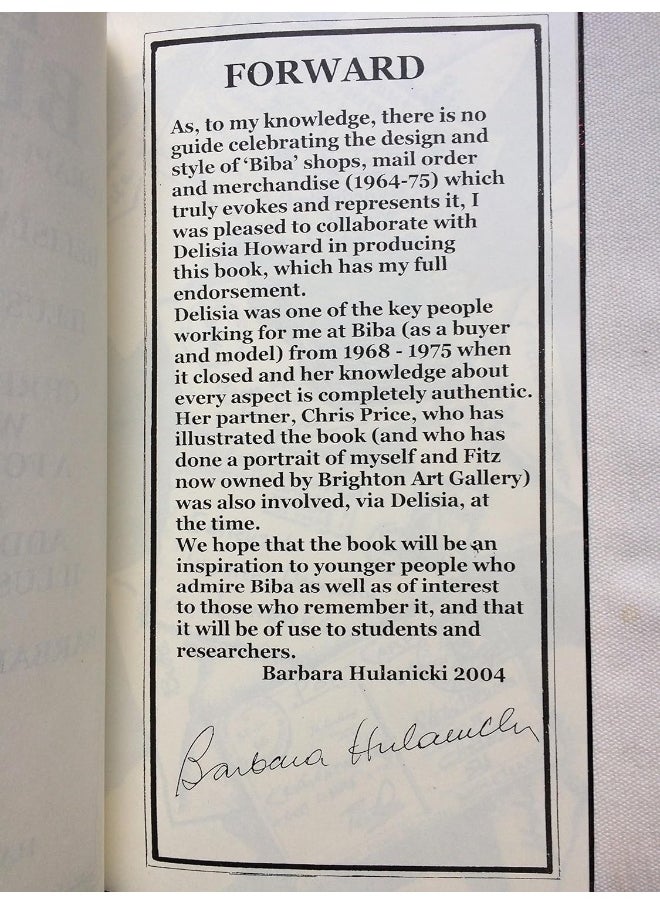 FORWARD
As, to my knowledge, there is no
guide celebrating the design and
style of 'Biba' shops, mail order
and merchandise (1964-75) which
truly evokes and represents it, I
was pleased to collaborate with
Delisia Howard in producing
this book, which has my full
endorsement.
Delisia was one of the key people
working for me at Biba (as a buyer
and model) from 1968 - 1975 when
it closed and her knowledge about
every aspect is completely authentic.
Her partner, Chris Price, who has
illustrated the book (and who has
done a portrait of myself and Fitz
now owned by Brighton Art Gallery)
was also involved, via Delisia, at
the time.
We hope that the book will be an
inspiration to younger people who
admire Biba as well as of interest
to those who remember it, and that
it will be of use to students and
researchers.
Barbara Hulanicki 2004
Barbara Hulanicki